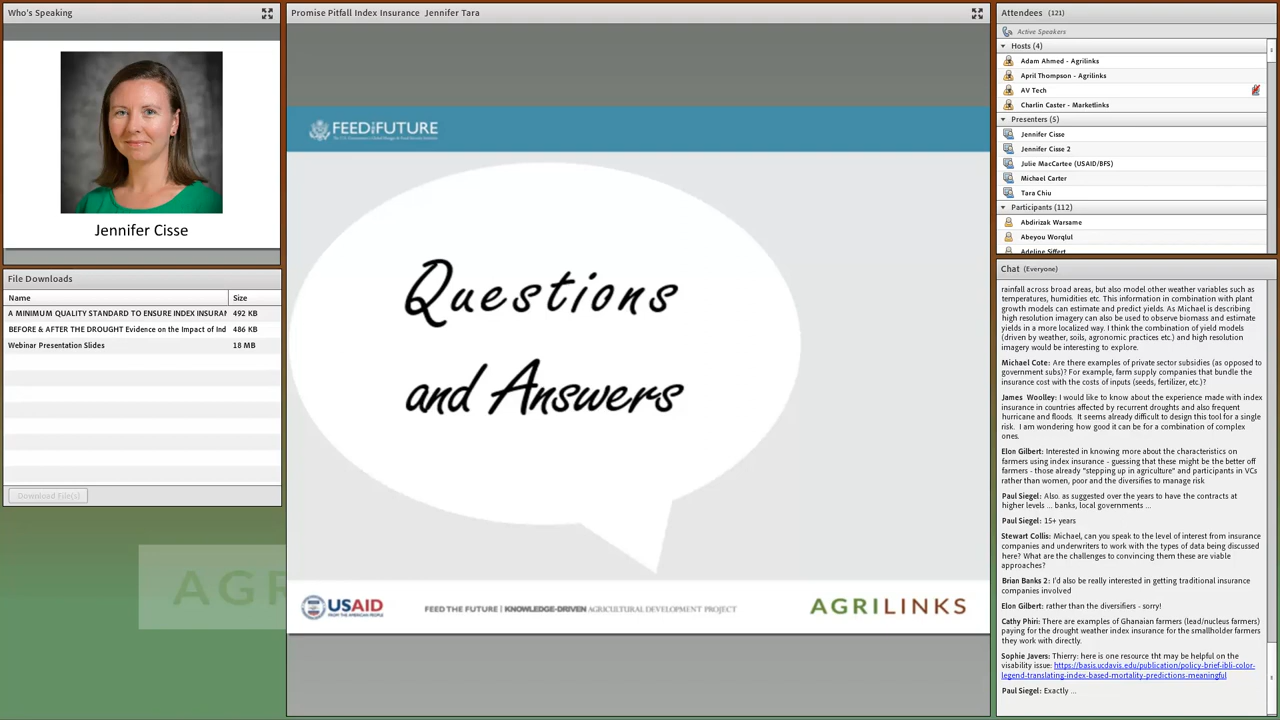 Who's Speaking
Jennifer Cisse
File Downloads
Name Size
A MINIMUM QUALITY STANDARD TO ENSURE INDEX INSURAN 492 KB
BEFORE & AFTER THE DROUGHT Evidence on the Impact of Ind 486 KB
Webinar Presentation Slides 18 MB
Download File(s)
AGR
Promise Pitfall Index Insurance Jennifer Tara
FEED THE FUTURE
Questions
and Answers
USAID
FROM THE AMERICAN PEOPLE
FEED THE FUTURE | KNOWLEDGE-DRIVEN AGRICULTURAL DEVELOPMENT PROJECT
AGRILINKS
Attendees (121)
Active Speakers
Hosts (4)
Adam Ahmed - Agrilinks
April Thompson - Agrilinks
AV Tech
Charlin Caster - Marketlinks
Presenters (5)
Jennifer Cisse
Jennifer Cisse 2
Julie MacCartee (USAID/BFS)
Michael Carter
Tara Chiu
Participants (112)
Abdirizak Warsame
Abeyou Worqlul
Adeline Siffert
Chat (Everyone)
rainfall across broad areas, but also model other weather variables such as
temperatures, humidities etc. This information in combination with plant
growth models can estimate and predict yields. As Michael is describing
high resolution imagery can also be used to observe biomass and estimate
yields in a more localized way. I think the combination of yield models
(driven by weather, soils, agronomic practices etc.) and high resolution
imagery would be interesting to explore.
Michael Cote: Are there examples of private sector subsidies (as opposed to
government subs)? For example, farm supply companies that bundle the
insurance cost with the costs of inputs (seeds, fertilizer, etc.)?
James Woolley: I would like to know about the experience made with index
insurance in countries affected by recurrent droughts and also frequent
hurricane and floods. It seems already difficult to design this tool for a single
risk. I am wondering how good it can be for a combination of complex
ones.
Elon Gilbert: Interested in knowing more about the characteristics on
farmers using index insurance - guessing that these might be the better off
farmers - those already "stepping up in agriculture" and participants in VCs
rather than women, poor and the diversifies to manage risk
Paul Siegel: Also. as suggested over the years to have the contracts at
higher levels ... banks, local governments ...
Paul Siegel: 15+ years
Stewart Collis: Michael, can you speak to the level of interest from insurance
companies and underwriters to work with the types of data being discussed
here? What are the challenges to convincing them these are viable
approaches?
Brian Banks 2: I'd also be really interested in getting traditional insurance
companies involved
Elon Gilbert: rather than the diversifiers - sorry!
Cathy Phiri: There are examples of Ghanaian farmers (lead/nucleus farmers)
paying for the drought weather index insurance for the smallholder farmers
they work with directly.
Sophie Javers: Thierry: here is one resource tht may be helpful on the
visability issue: https://basis.ucdavis.edu/publication/policy-brief-ibli-color-
legend-translating-index-based-mortality-predictions-meaningful
Paul Siegel: Exactly ...